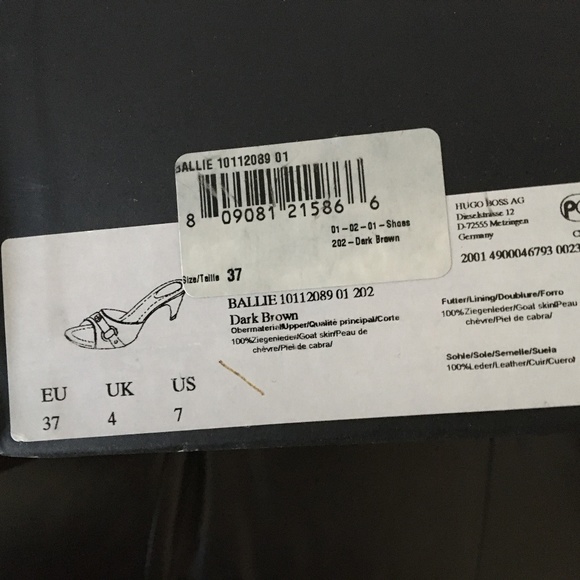 BALLIE 10112089 01
8 09081 21586 6
01-02-01-Shoes
202-Dark Brown
Size/Taille 37
HUGO BOSS AG
Dieselstrasse 12
D-72555 Metzingen
Germany
2001 4900046793 0023
BALLIE 10112089 01 202
Dark Brown
Obermaterial/Upper/Qualité principal/Corte
100%Ziegenleder/Goat skin/Peau de
chèvre/Piel de cabra/
Futter/Lining/Doublure/Forro
100%Ziegenleder/Goat skin/Peau
chèvre/Piel de cabra/
Sohle/Sole/Semelle/Suela
100%Leder/Leather/Cuir/Cuero/
EU UK US
37 4 7